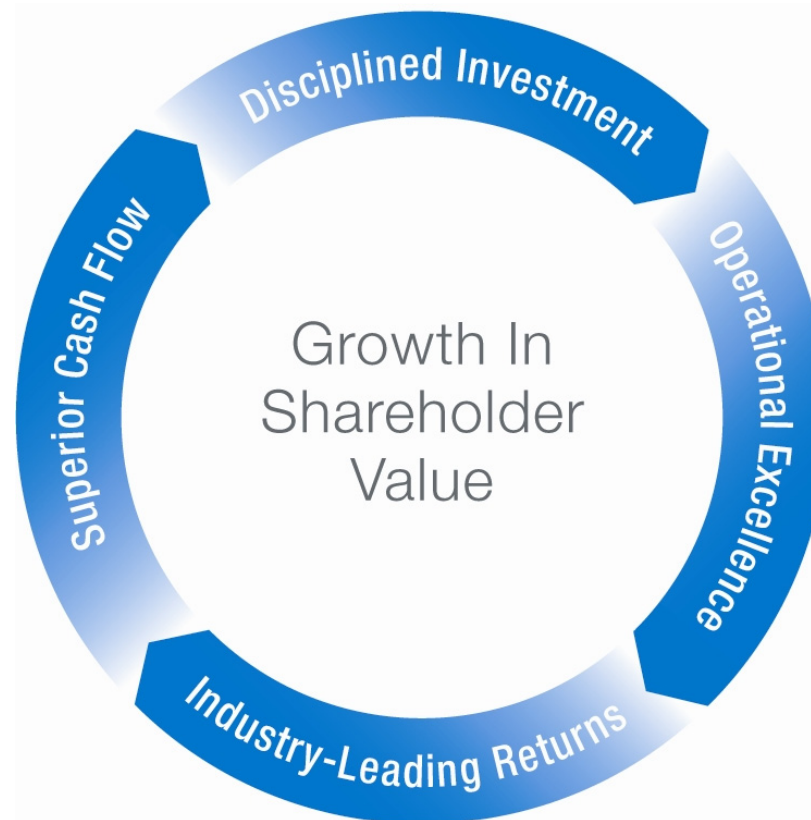 Disciplined Investment
Operational Excellence
Industry-Leading Returns
Superior Cash Flow
Growth In
Shareholder
Value